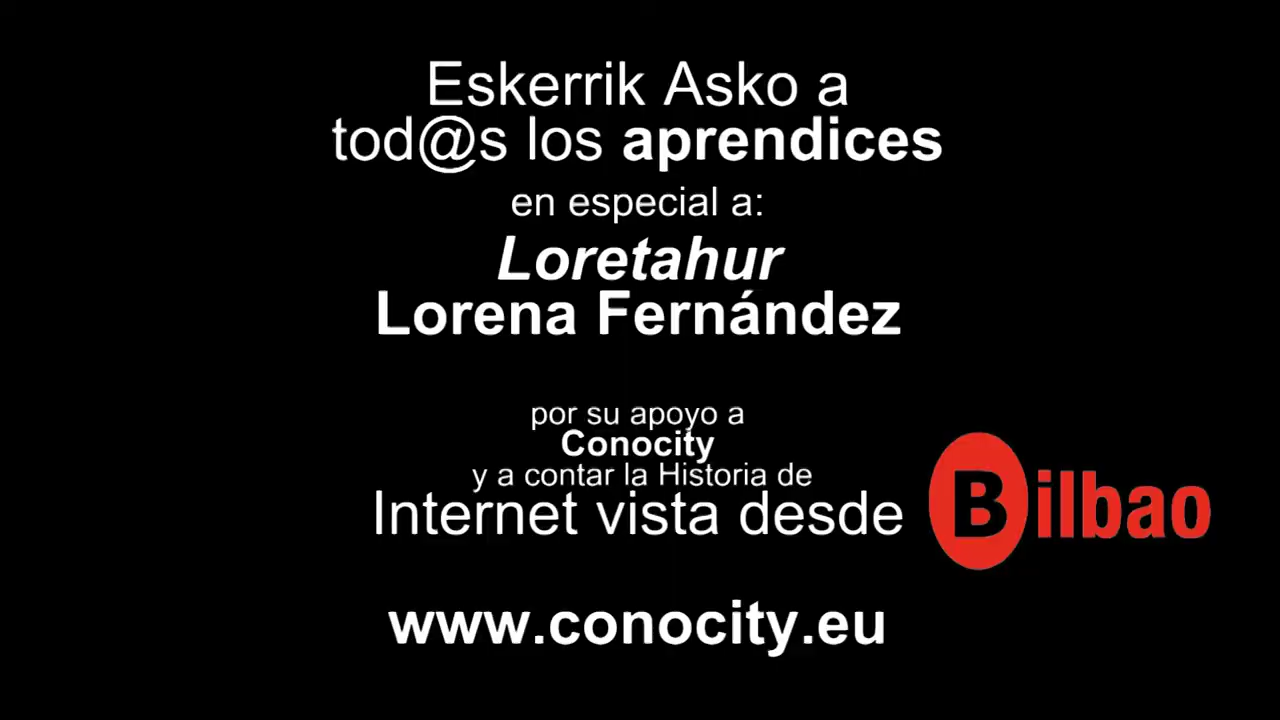 Eskerrik Asko a
tod@s los aprendices
en especial a:
Loretahur
Lorena Fernández
por su apoyo a
Conocity
y a contar la Historia de
Internet vista desde Bilbao
www.conocity.eu